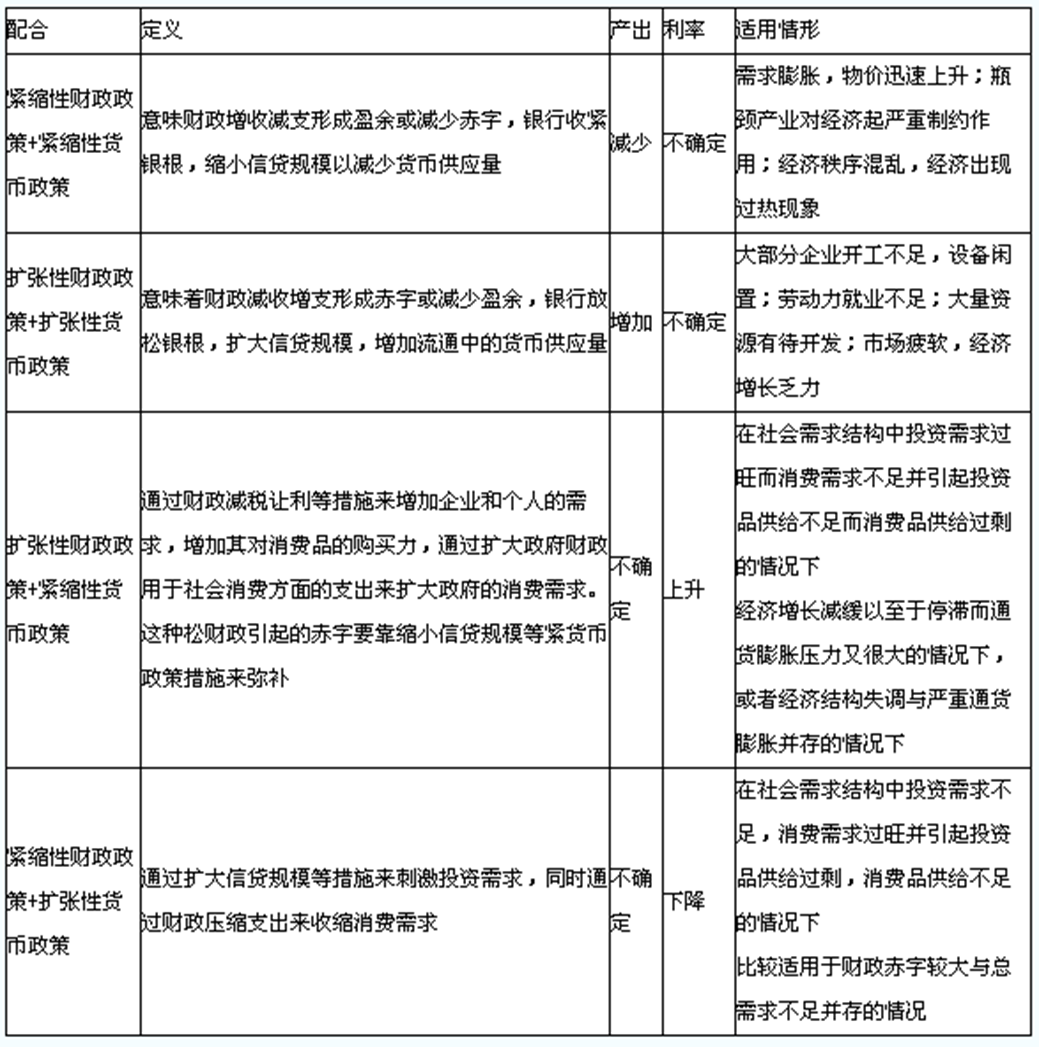 配合 定义 产出 利率 适用情形
紧缩性财政政
策+紧缩性货
币政策
意味财政增收减支形成盈余或减少赤字，银行收紧
银根，缩小信贷规模以减少货币供应量
减少
不确定
需求膨胀，物价迅速上升；瓶
颈产业对经济起严重制约作
用；经济秩序混乱，经济出现
过热现象
扩张性财政政
策+扩张性货
币政策
意味着财政减收增支形成赤字或减少盈余，银行放
松银根，扩大信贷规模，增加流通中的货币供应量
增加
不确定
大部分企业开工不足，设备闲
置；劳动力就业不足；大量资
源有待开发；市场疲软，经济
增长乏力
扩张性财政政
策+紧缩性货
币政策
通过财政减税让利等措施来增加企业和个人的需
求，增加其对消费品的购买力，通过扩大政府财政
用于社会消费方面的支出来扩大政府的消费需求。
这种松财政引起的赤字要靠缩小信贷规模等紧货币
政策措施来弥补
不确
定
上升
在社会需求结构中投资需求过
旺而消费需求不足并引起投资
品供给不足而消费品供给过剩
的情况下
经济增长减缓以至于停滞而通
货膨胀压力又很大的情况下，
或者经济结构失调与严重通货
膨胀并存的情况下
紧缩性财政政
策+扩张性货
币政策
通过扩大信贷规模等措施来刺激投资需求，同时通
过财政压缩支出来收缩消费需求
不确
定
下降
在社会需求结构中投资需求不
足，消费需求过旺并引起投资
品供给过剩，消费品供给不足
的情况下
比较适用于财政赤字较大与总
需求不足并存的情况